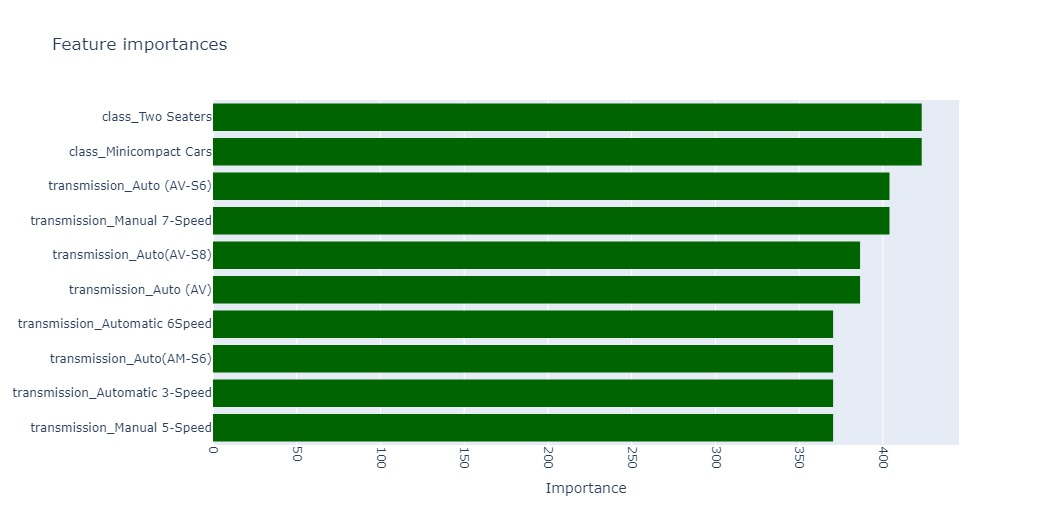 Feature importances
class_Two Seaters
class_Minicompact Cars
transmission_Auto (AV-S6)
transmission_Manual 7-Speed
transmission_Auto(AV-S8)
transmission_Auto (AV)
transmission_Automatic 6Speed
transmission_Auto(AM-S6)
transmission_Automatic 3-Speed
transmission_Manual 5-Speed
0 50 100 150 200 250 300 350 400
Importance